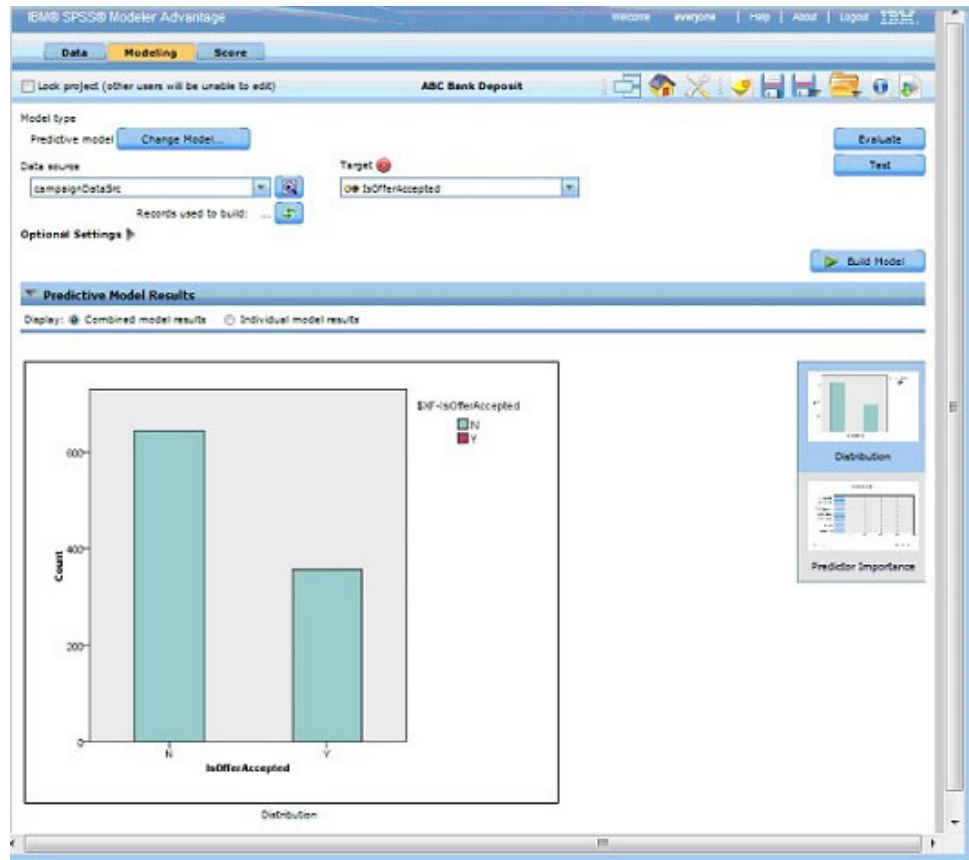 IBM® SPSS® Modeler Advantage
Welcome everyone | Help | About | Logout IBM.
Data Modeling Score
Lock project (other users will be unable to edit)
ABC Bank Deposit
Model type
Predictive model Change Model...
Evaluate
Data source
Target
Test
campaignDataSrc
IsOfferAccepted
Records used to build: ...
Optional Settings
Build Model
Predictive Model Results
Display: Combined model results Individual model results
$XF-IsOfferAccepted
N
Y
600
400
200
0
Count
N Y
IsOfferAccepted
Distribution
Distribution
Predictor Importance